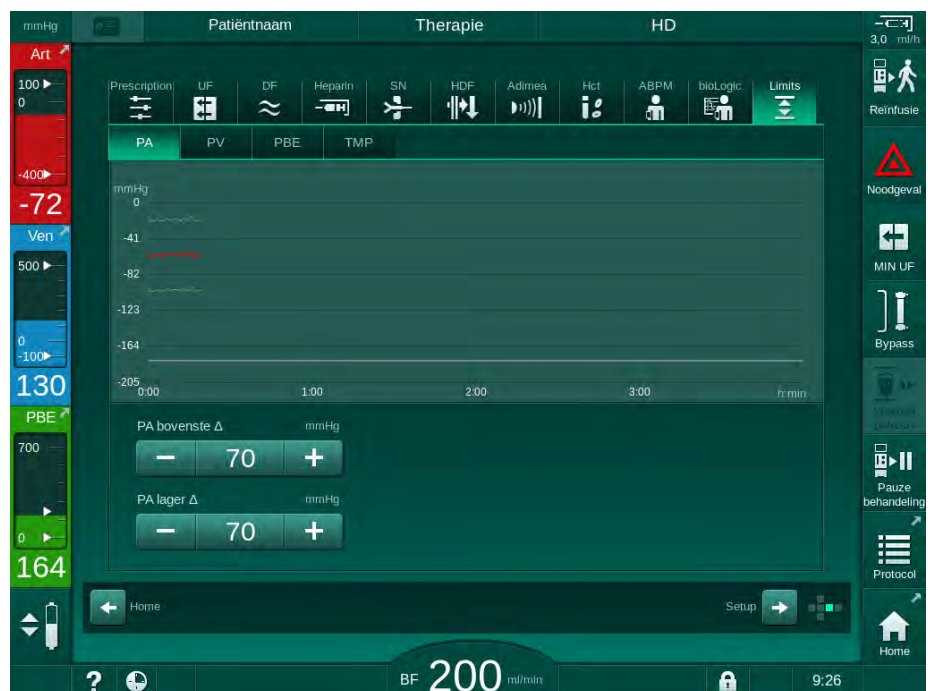 mmHg
Patiëntnaam
Therapie
HD
3,0 ml/h
Art
100
0
-400
-72
Ven
500
0
-100
130
PBE
700
0
164
Prescription
UF
DF
Heparin
SN
HDF
Adimea
Hct
ABPM
bioLogic
Limits
PA
PV
PBE
TMP
mmHg
0
-41
-82
-123
-164
-205
0:00
1:00
2:00
3:00
h:min
PA bovenste Δ mmHg
− 70 +
PA lager Δ mmHg
− 70 +
Home
Setup
Reïnfusie
Noodgeval
MIN UF
Bypass
Pauze
behandeling
Protocol
Home
? BF 200 ml/min 9:26